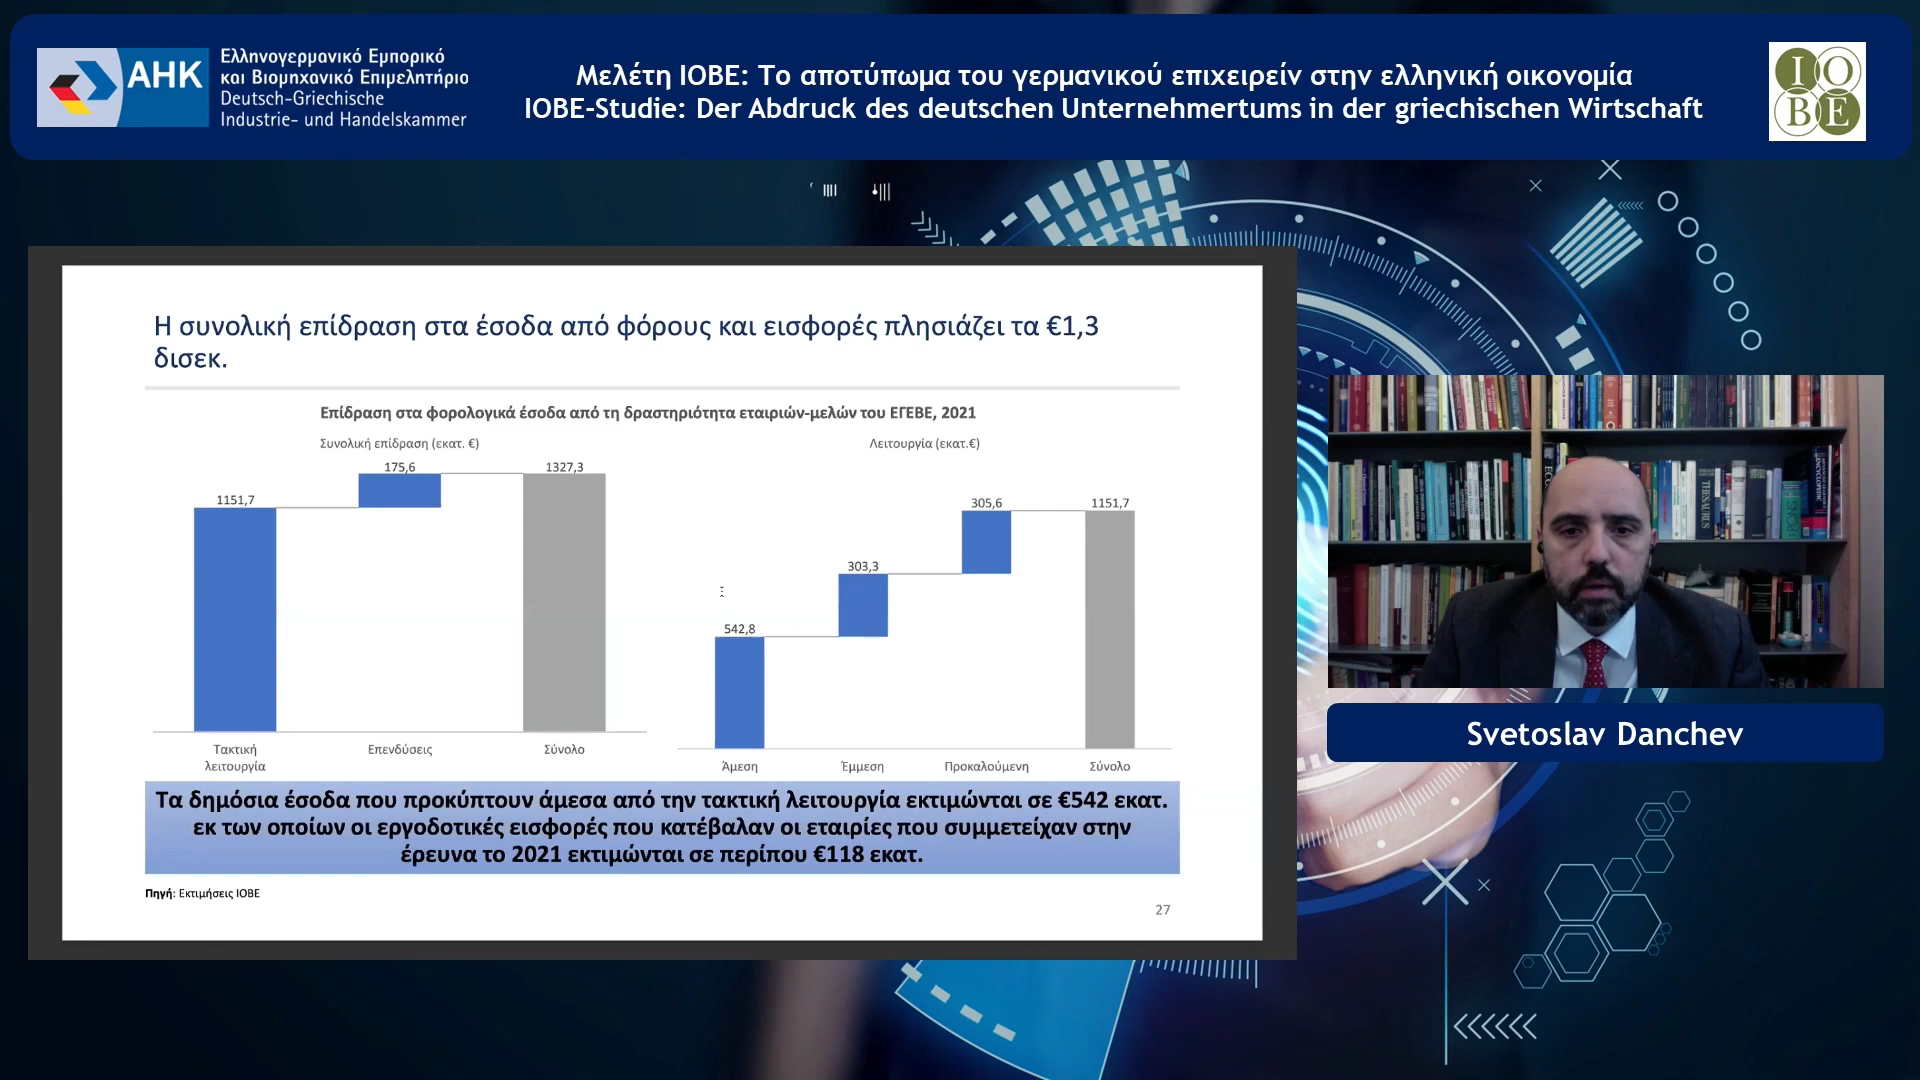 AHK
Ελληνογερμανικό Εμπορικό
και Βιομηχανικό Επιμελητήριο
Deutsch-Griechische
Industrie- und Handelskammer
Μελέτη ΙΟΒΕ: Το αποτύπωμα του γερμανικού επιχειρείν στην ελληνική οικονομία
IOBE-Studie: Der Abdruck des deutschen Unternehmertums in der griechischen Wirtschaft
IO
BE
Η συνολική επίδραση στα έσοδα από φόρους και εισφορές πλησιάζει τα €1,3
δισεκ.
Επίδραση στα φορολογικά έσοδα από τη δραστηριότητα εταιριών-μελών του ΕΓΕΒΕ, 2021
Συνολική επίδραση (εκατ. €)
1151,7
175,6
1327,3
Τακτική
λειτουργία
Επενδύσεις
Σύνολο
Λειτουργία (εκατ.€)
542,8
303,3
305,6
1151,7
Άμεση
Έμμεση
Προκαλούμενη
Σύνολο
Τα δημόσια έσοδα που προκύπτουν άμεσα από την τακτική λειτουργία εκτιμώνται σε €542 εκατ.
εκ των οποίων οι εργοδοτικές εισφορές που κατέβαλαν οι εταιρίες που συμμετείχαν στην
έρευνα το 2021 εκτιμώνται σε περίπου €118 εκατ.
Πηγή: Εκτιμήσεις ΙΟΒΕ
27
THESAURUS
Svetoslav Danchev